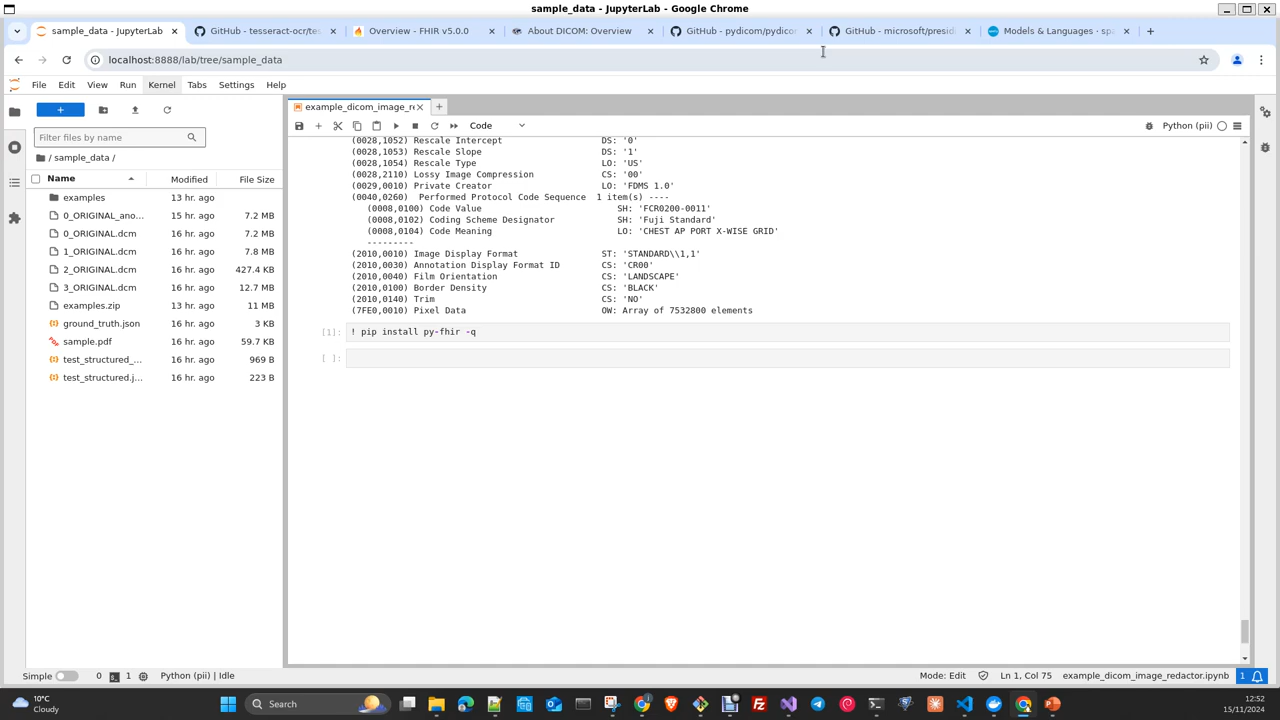 sample_data - JupyterLab - Google Chrome
sample_data - JupyterLab
GitHub - tesseract-ocr/tes
Overview - FHIR v5.0.0
About DICOM: Overview
GitHub - pydicom/pydico
GitHub - microsoft/presid
Models & Languages · spa
localhost:8888/lab/tree/sample_data
File Edit View Run Kernel Tabs Settings Help
example_dicom_image_re
Code
Python (pii)
Filter files by name
/ sample_data /
Name Modified File Size
examples 13 hr. ago
0_ORIGINAL_ano... 15 hr. ago 7.2 MB
0_ORIGINAL.dcm 16 hr. ago 7.2 MB
1_ORIGINAL.dcm 16 hr. ago 7.8 MB
2_ORIGINAL.dcm 16 hr. ago 427.4 KB
3_ORIGINAL.dcm 16 hr. ago 12.7 MB
examples.zip 13 hr. ago 11 MB
ground_truth.json 16 hr. ago 3 KB
sample.pdf 16 hr. ago 59.7 KB
test_structured_... 16 hr. ago 969 B
test_structured.j... 16 hr. ago 223 B
(0028,1052) Rescale Intercept DS: '0'
(0028,1053) Rescale Slope DS: '1'
(0028,1054) Rescale Type LO: 'US'
(0028,2110) Lossy Image Compression CS: '00'
(0029,0010) Private Creator LO: 'FDMS 1.0'
(0040,0260) Performed Protocol Code Sequence 1 item(s) ----
(0008,0100) Code Value SH: 'FCR0200-0011'
(0008,0102) Coding Scheme Designator SH: 'Fuji Standard'
(0008,0104) Code Meaning LO: 'CHEST AP PORT X-WISE GRID'
---------
(2010,0010) Image Display Format ST: 'STANDARD\\1,1'
(2010,0030) Annotation Display Format ID CS: 'CR00'
(2010,0040) Film Orientation CS: 'LANDSCAPE'
(2010,0100) Border Density CS: 'BLACK'
(2010,0140) Trim CS: 'NO'
(7FE0,0010) Pixel Data OW: Array of 7532800 elements
[1]: ! pip install py-fhir -q
[ ]:
Simple 0 1 Python (pii) | Idle
Mode: Edit Ln 1, Col 75 example_dicom_image_redactor.ipynb 1
10°C
Cloudy
Search
12:52
15/11/2024